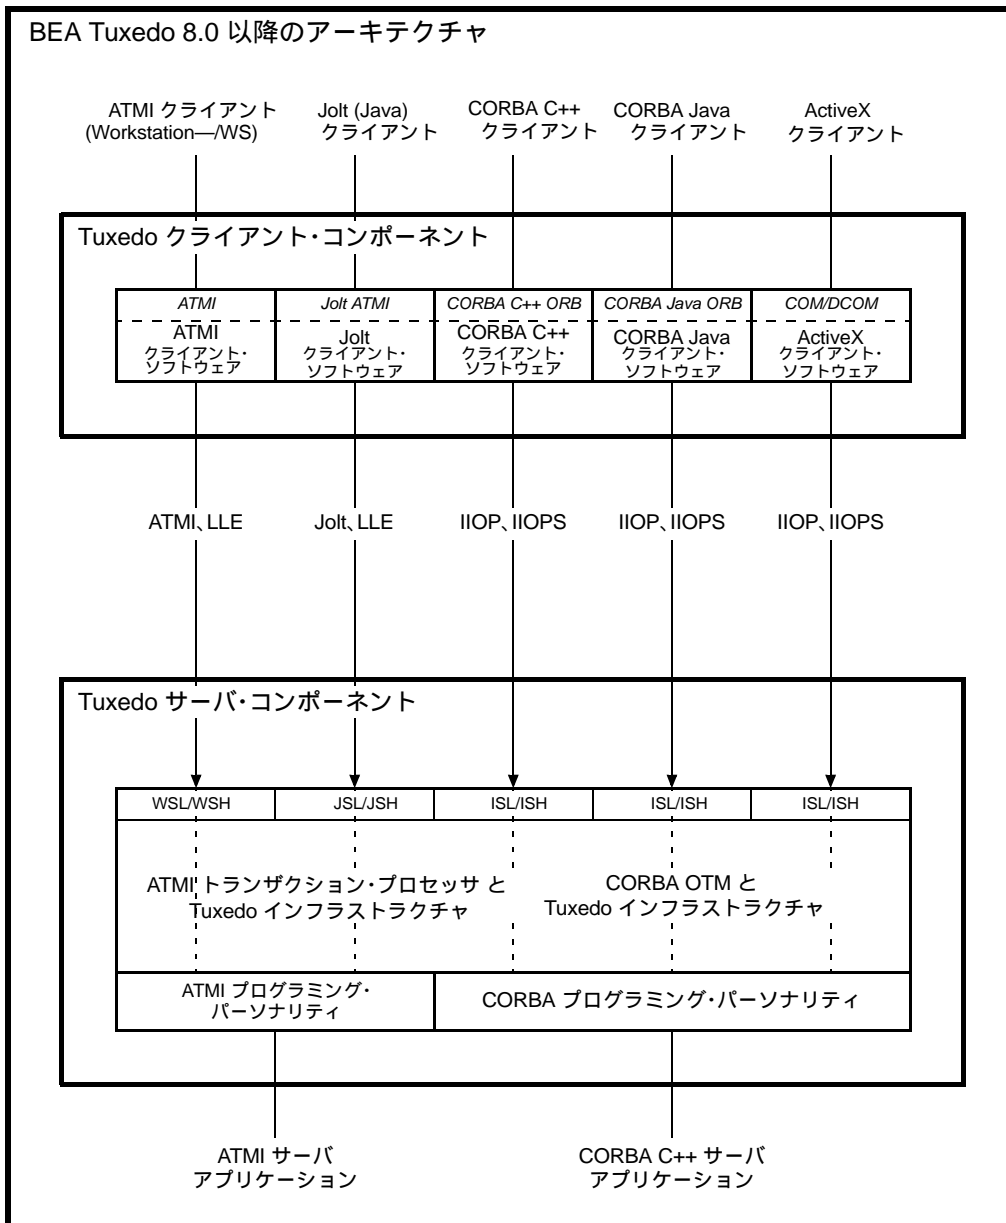 BEA Tuxedo 8.0 以降のアーキテクチャ
ATMI クライアント
(Workstation—/WS)
Jolt (Java)
クライアント
CORBA C++
クライアント
CORBA Java
クライアント
ActiveX
クライアント
Tuxedo クライアント・コンポーネント
ATMI
Jolt ATMI
CORBA C++ ORB
CORBA Java ORB
COM/DCOM
ATMI
クライアント・
ソフトウェア
Jolt
クライアント・
ソフトウェア
CORBA C++
クライアント・
ソフトウェア
CORBA Java
クライアント・
ソフトウェア
ActiveX
クライアント・
ソフトウェア
ATMI、LLE
Jolt、LLE
IIOP、IIOPS
IIOP、IIOPS
IIOP、IIOPS
Tuxedo サーバ・コンポーネント
WSL/WSH
JSL/JSH
ISL/ISH
ISL/ISH
ISL/ISH
ATMI トランザクション・プロセッサ と
Tuxedo インフラストラクチャ
CORBA OTM と
Tuxedo インフラストラクチャ
ATMI プログラミング・
パーソナリティ
CORBA プログラミング・パーソナリティ
ATMI サーバ
アプリケーション
CORBA C++ サーバ
アプリケーション